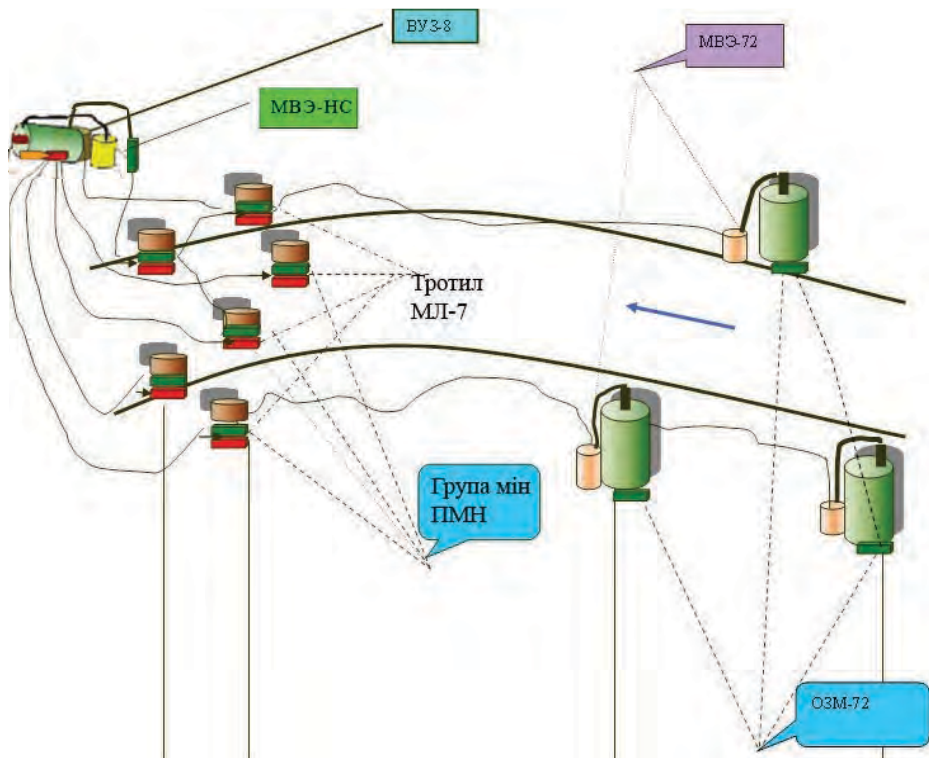 ВУЗ-8
МВЭ-72
МВЭ-НС
Тротил
МЛ-7
Група мін
ПМН
ОЗМ-72